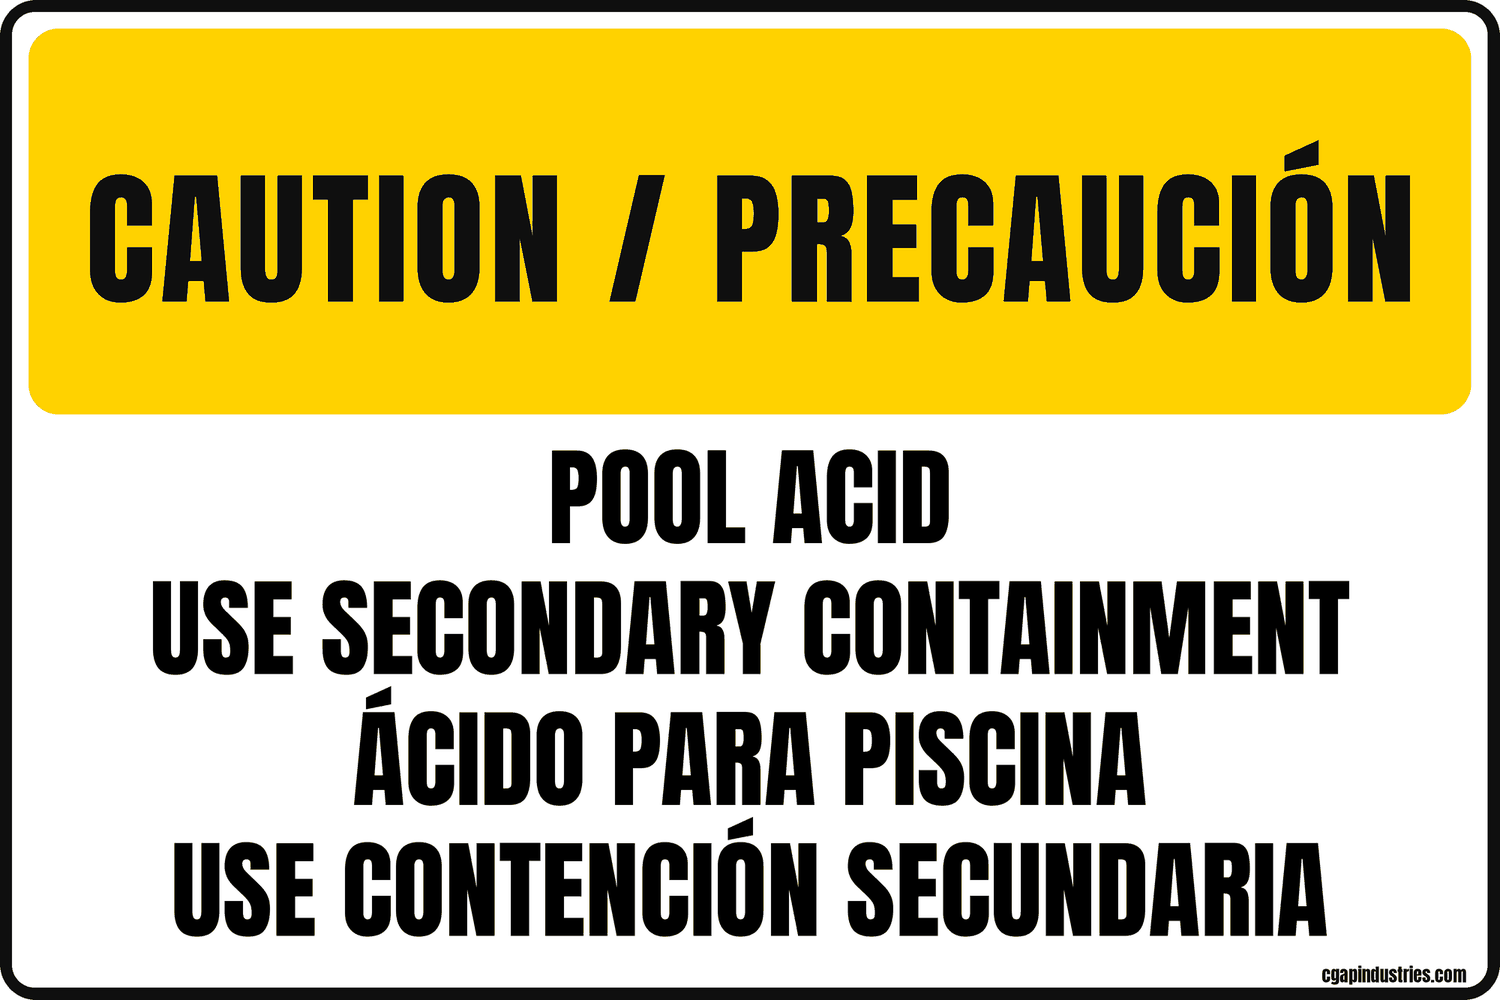 CAUTION / PRECAUCIÓN
POOL ACID
USE SECONDARY CONTAINMENT
ÁCIDO PARA PISCINA
USE CONTENCIÓN SECUNDARIA
cgapindustries.com